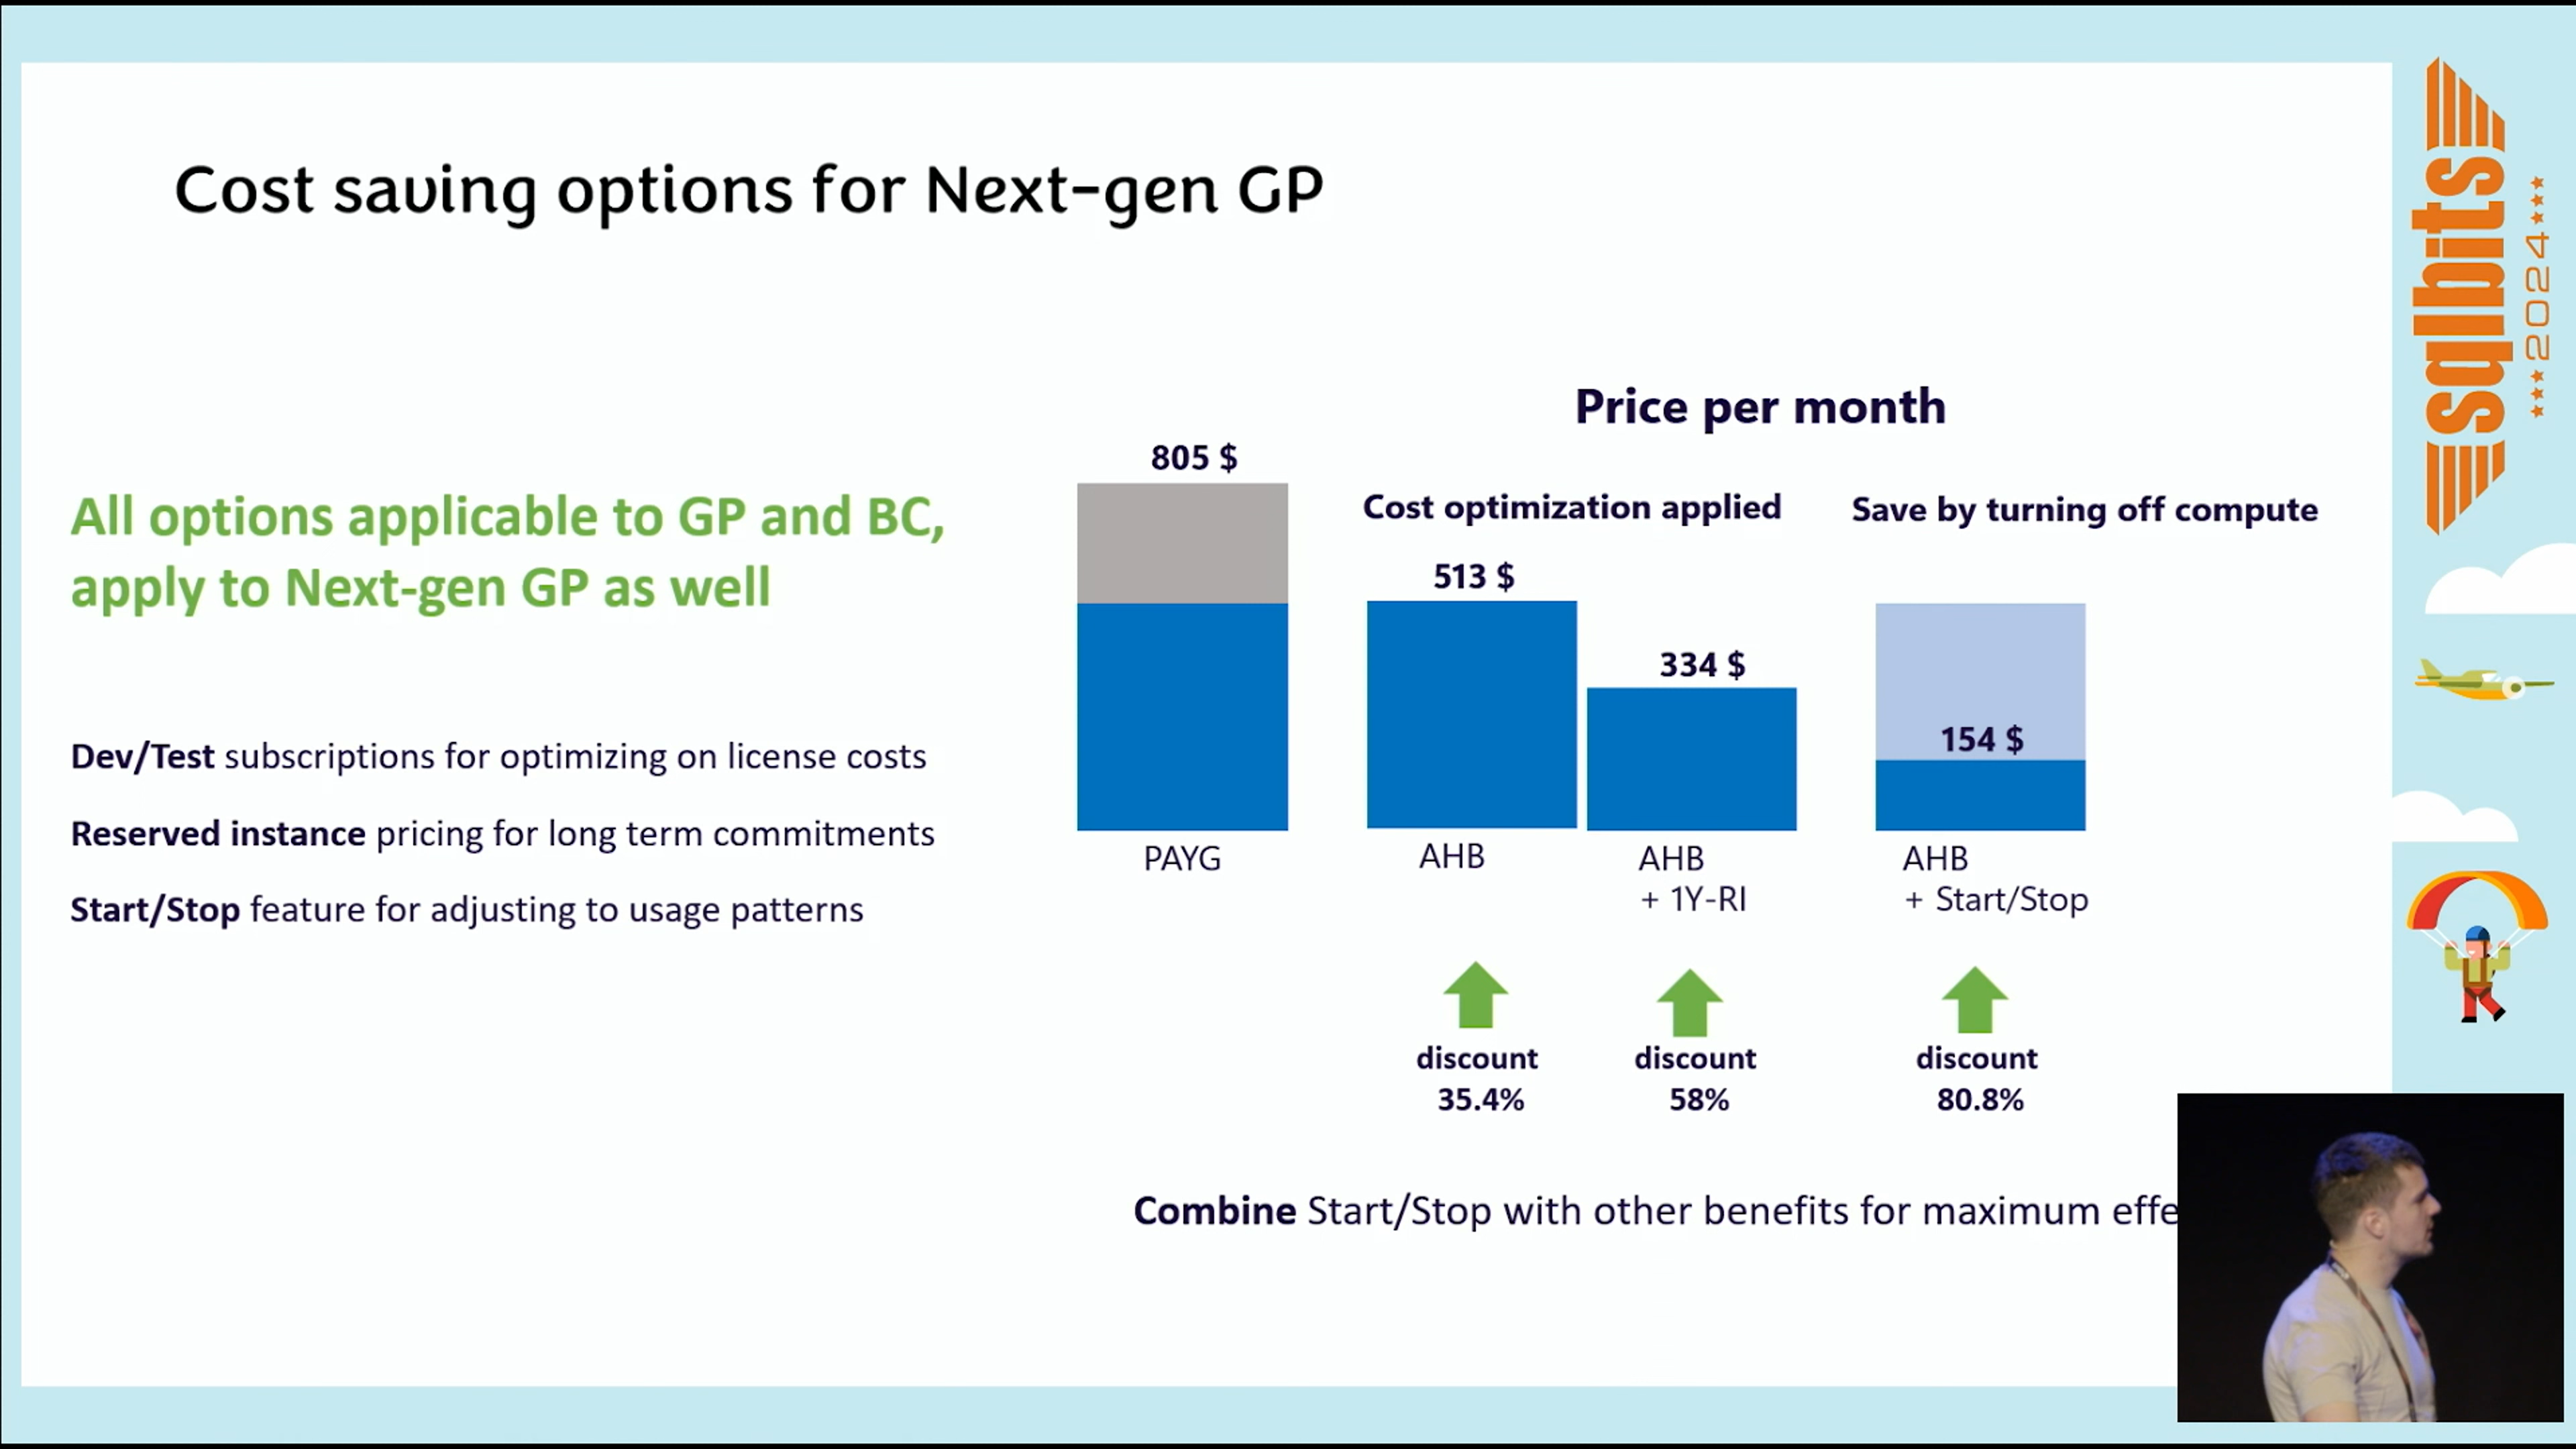 Cost saving options for Next-gen GP
All options applicable to GP and BC,
apply to Next-gen GP as well
Dev/Test subscriptions for optimizing on license costs
Reserved instance pricing for long term commitments
Start/Stop feature for adjusting to usage patterns
Price per month
805 $
Cost optimization applied
Save by turning off compute
513 $
334 $
154 $
PAYG
AHB
AHB
+ 1Y-RI
AHB
+ Start/Stop
discount
35.4%
discount
58%
discount
80.8%
Combine Start/Stop with other benefits for maximum
sqlbits
2024